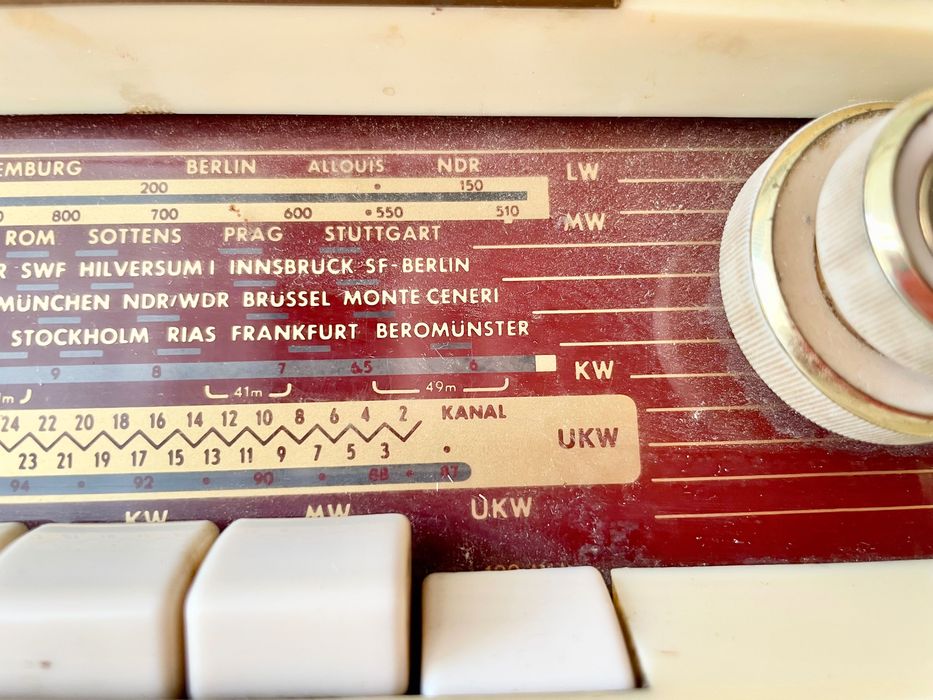 EMBURG BERLIN ALLOUIS NDR LW
200 150
0 800 700 600 550 510 MW
ROM SOTTENS PRAG STUTTGART
R SWF HILVERSUM I INNSBRUCK SF-BERLIN
MÜNCHEN NDR/WDR BRÜSSEL MONTE CENERI
STOCKHOLM RIAS FRANKFURT BEROMÜNSTER
9 8 7 6.5 6 KW
m 41m 49m
24 22 20 18 16 14 12 10 8 6 4 2 KANAL
UKW
23 21 19 17 15 13 11 9 7 5 3
94 92 90 88 87
KW MW UKW